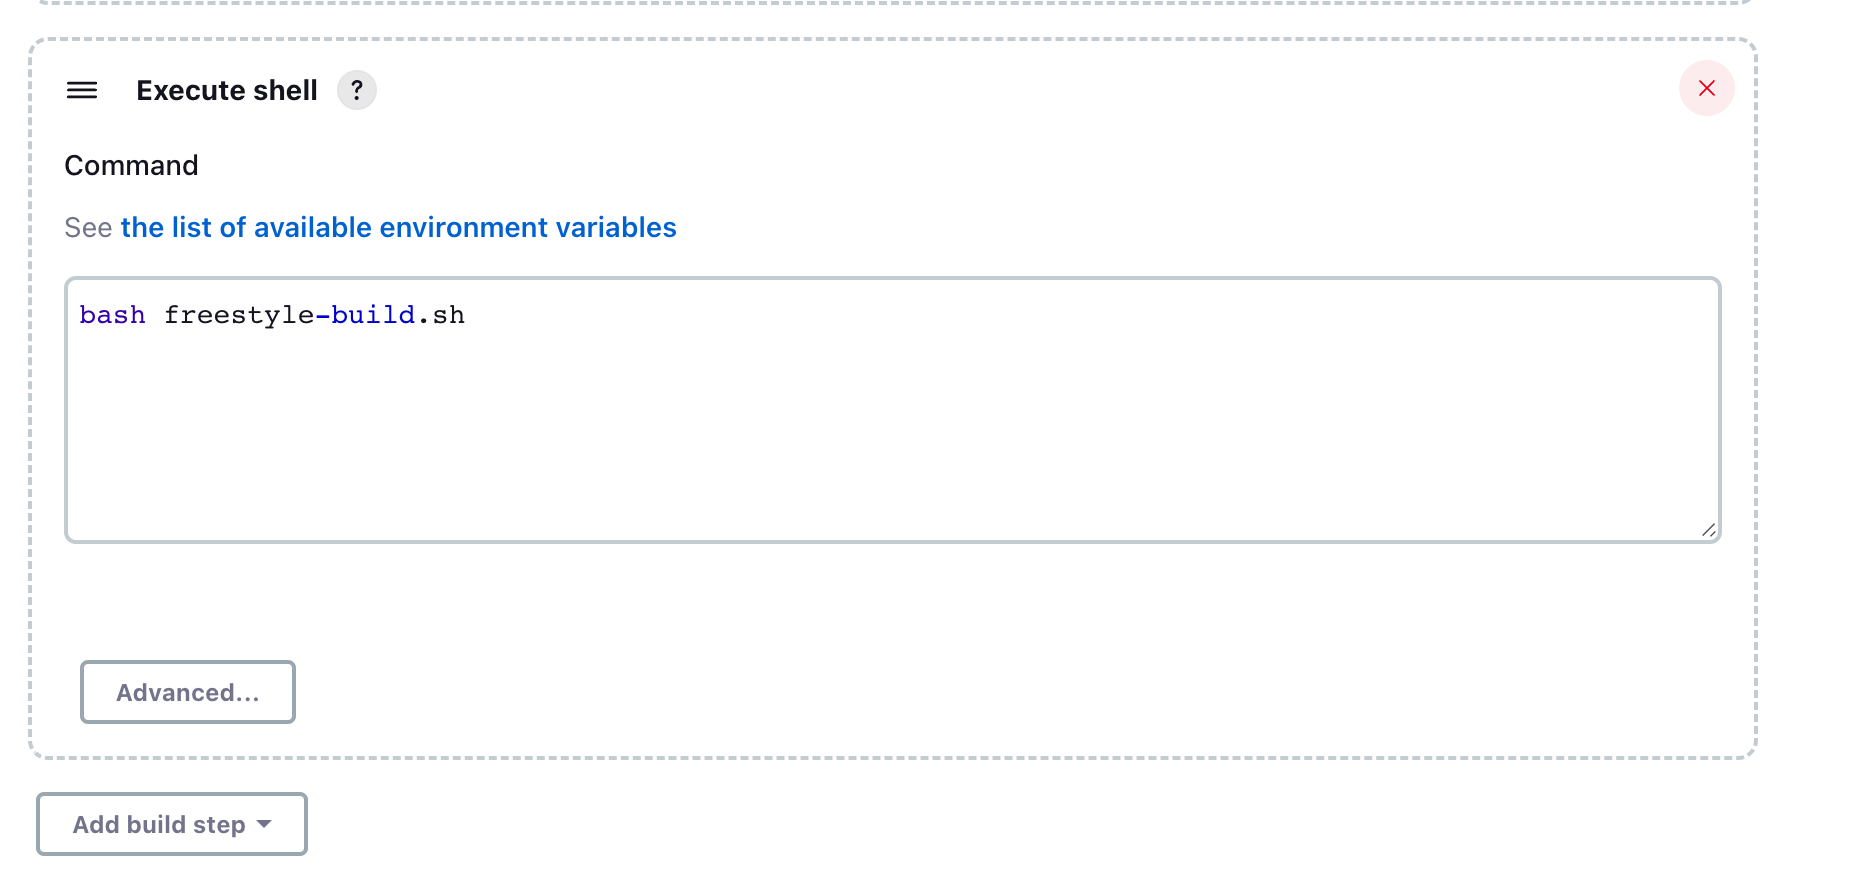 Execute shell ?
Command
See the list of available environment variables
bash freestyle-build.sh
Advanced...
Add build step